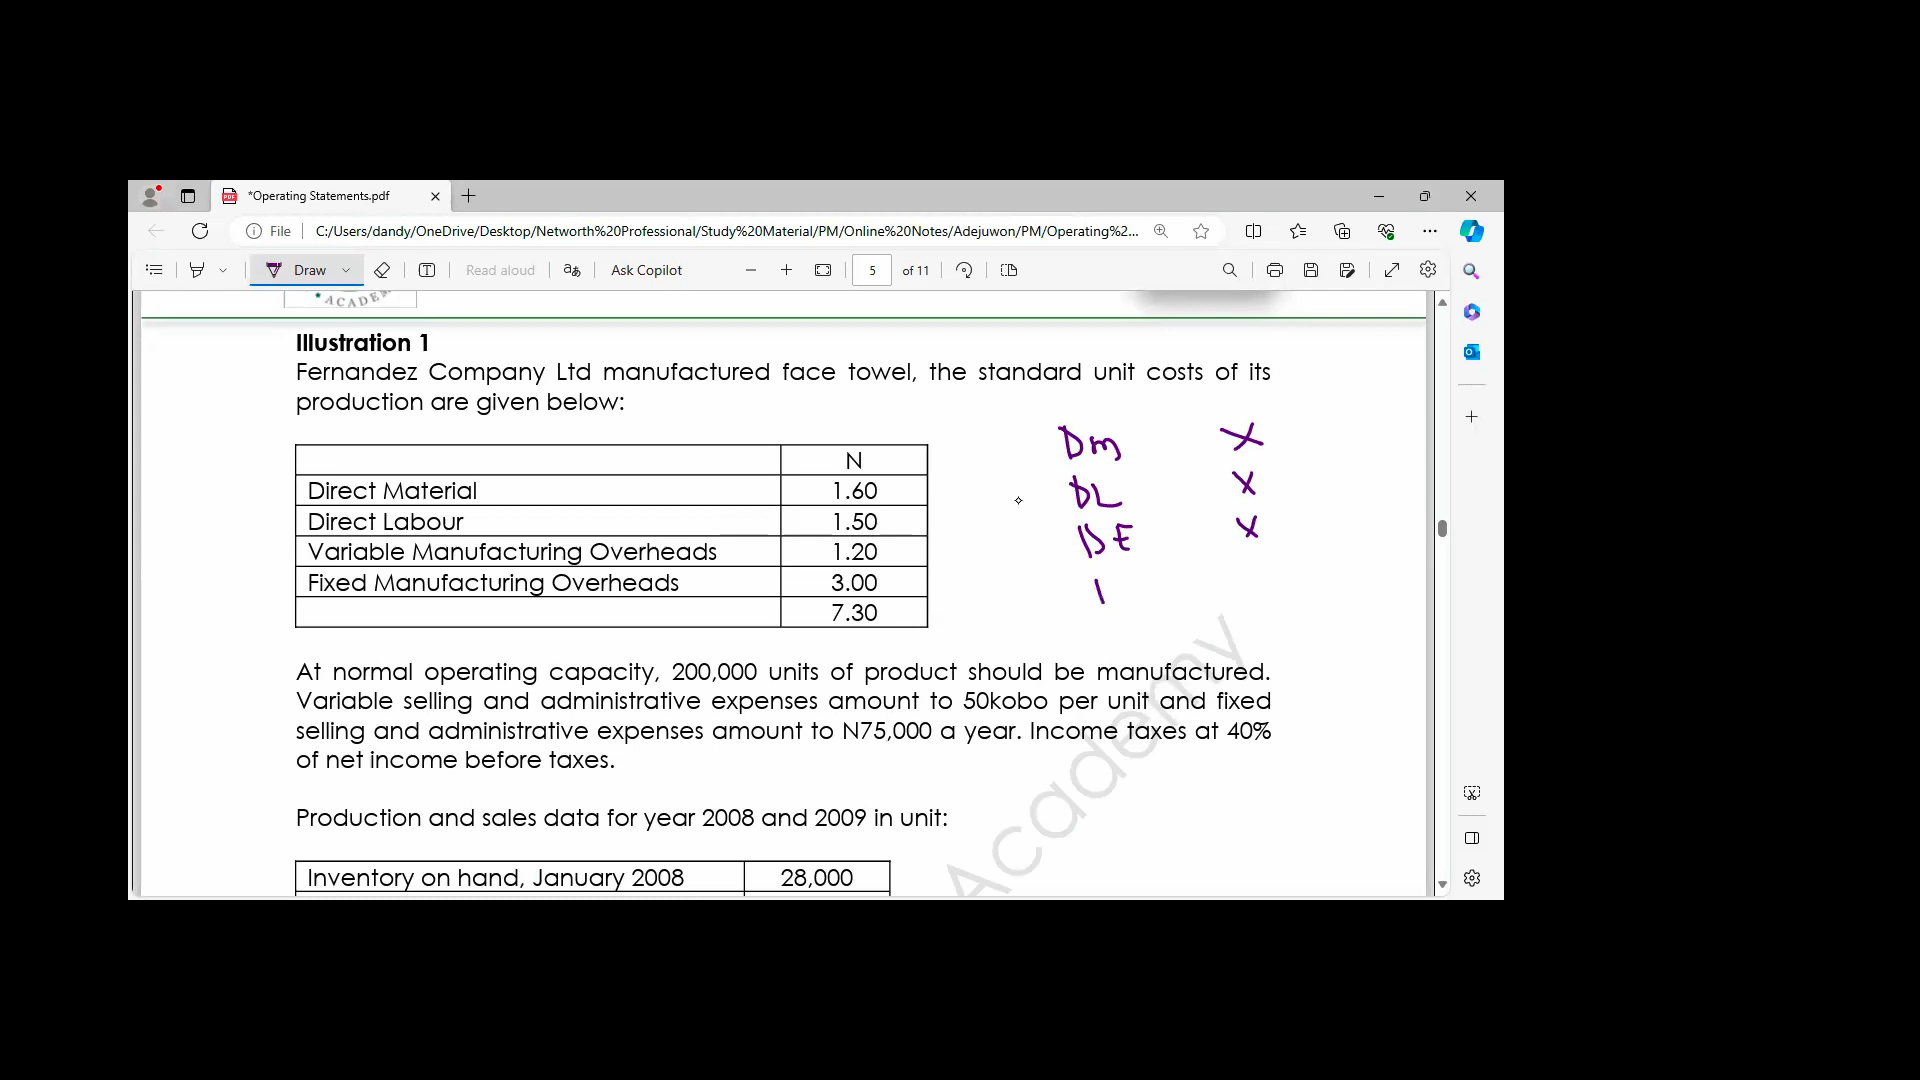 *Operating Statements.pdf
File C:/Users/dandy/OneDrive/Desktop/Networth%20Professional/Study%20Material/PM/Online%20Notes/Adejuwon/PM/Operating%2...
Draw Read aloud aあ Ask Copilot 5 of 11
ACADEM
Illustration 1
Fernandez Company Ltd manufactured face towel, the standard unit costs of its
production are given below:
N
Direct Material 1.60
Direct Labour 1.50
Variable Manufacturing Overheads 1.20
Fixed Manufacturing Overheads 3.00
7.30
Dm X
DL X
DE X
At normal operating capacity, 200,000 units of product should be manufactured.
Variable selling and administrative expenses amount to 50kobo per unit and fixed
selling and administrative expenses amount to N75,000 a year. Income taxes at 40%
of net income before taxes.
Production and sales data for year 2008 and 2009 in unit:
Inventory on hand, January 2008 28,000
Academy